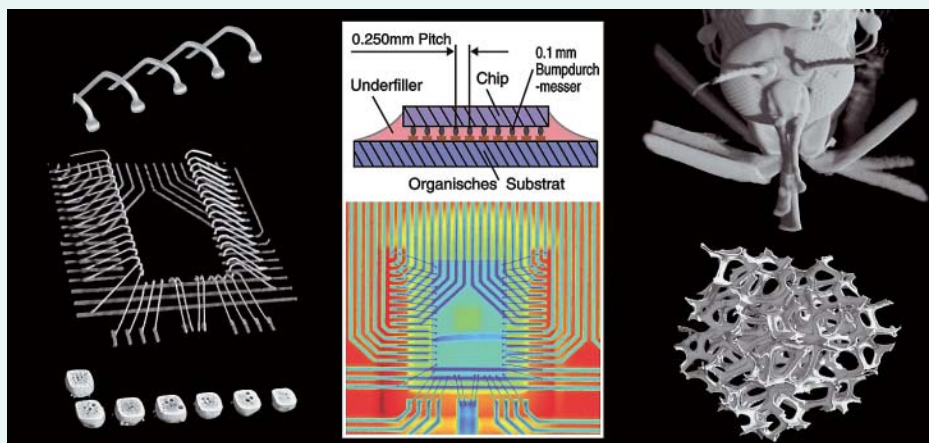 0.250mm Pitch
0.1 mm
Bumpdurch
-messer
Chip
Underfiller
Organisches Substrat